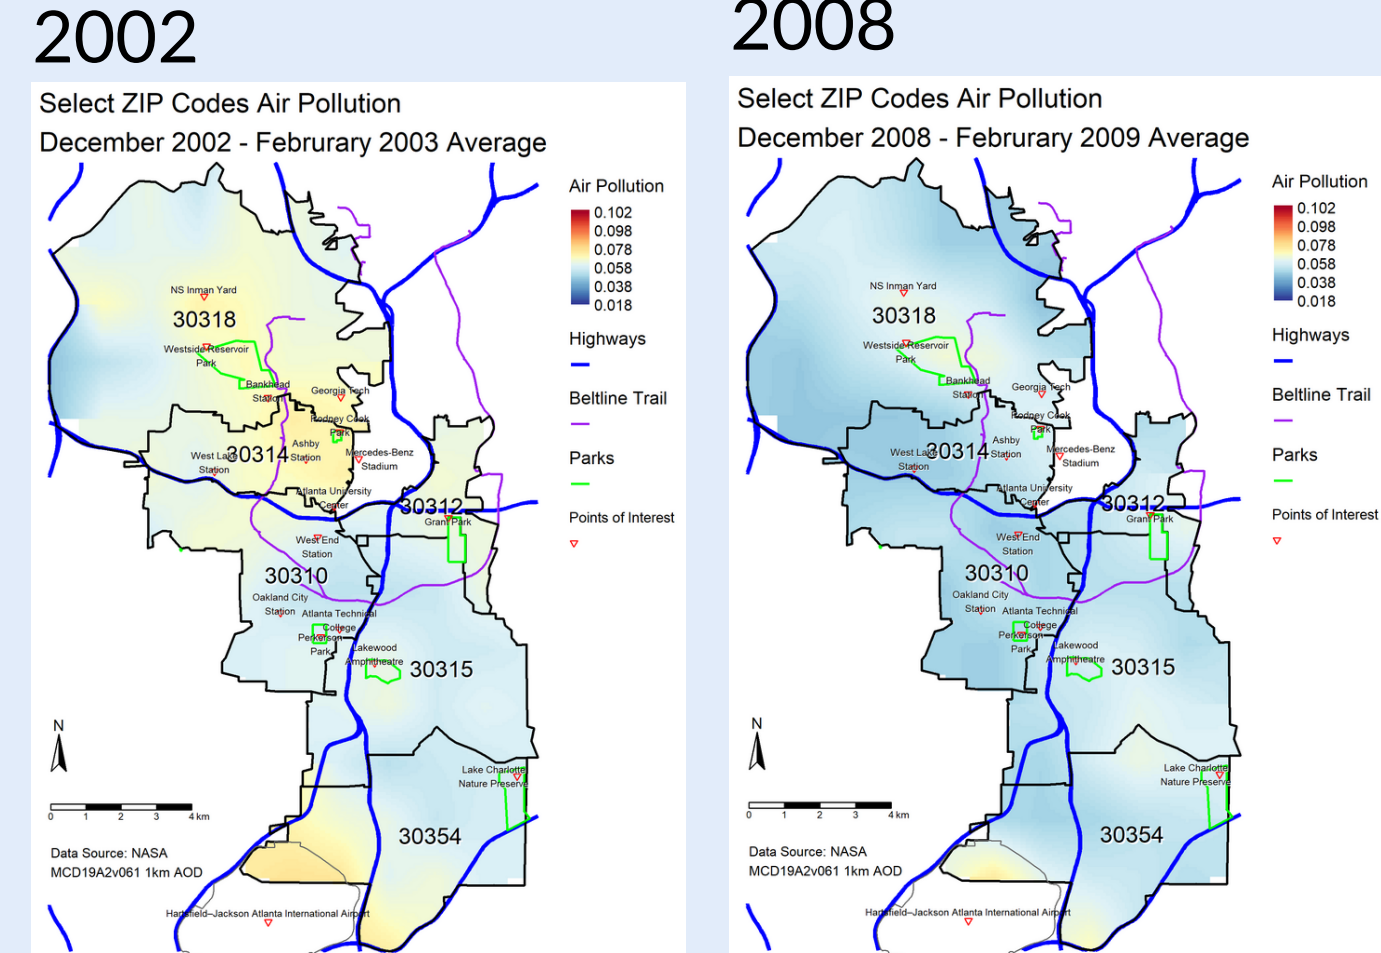 2002
Select ZIP Codes Air Pollution
December 2002 - Februrary 2003 Average
Air Pollution
0.102
0.098
0.078
0.058
0.038
0.018
Highways
Beltline Trail
Parks
Points of Interest
NS Inman Yard
30318
Westside Reservoir
Park
Bankhead
Station
Georgia Tech
Rodney Cook
Park
Ashby
Station
30314
West Lake
Station
Mercedes-Benz
Stadium
Atlanta University
Center
30312
Grant Park
West End
Station
30310
Oakland City
Station
Atlanta Technical
College
Perkerson
Park
Lakewood
Amphitheatre
30315
N
Lake Charlotte
Nature Preserve
0 1 2 3 4 km
30354
Data Source: NASA
MCD19A2v061 1km AOD
Hartsfield–Jackson Atlanta International Airport
2008
Select ZIP Codes Air Pollution
December 2008 - Februrary 2009 Average
Air Pollution
0.102
0.098
0.078
0.058
0.038
0.018
Highways
Beltline Trail
Parks
Points of Interest
NS Inman Yard
30318
Westside Reservoir
Park
Bankhead
Station
Georgia Tech
Rodney Cook
Park
Ashby
Station
30314
West Lake
Station
Mercedes-Benz
Stadium
Atlanta University
Center
30312
Grant Park
West End
Station
30310
Oakland City
Station
Atlanta Technical
College
Perkerson
Park
Lakewood
Amphitheatre
30315
N
Lake Charlotte
Nature Preserve
0 1 2 3 4 km
30354
Data Source: NASA
MCD19A2v061 1km AOD
Hartsfield–Jackson Atlanta International Airport